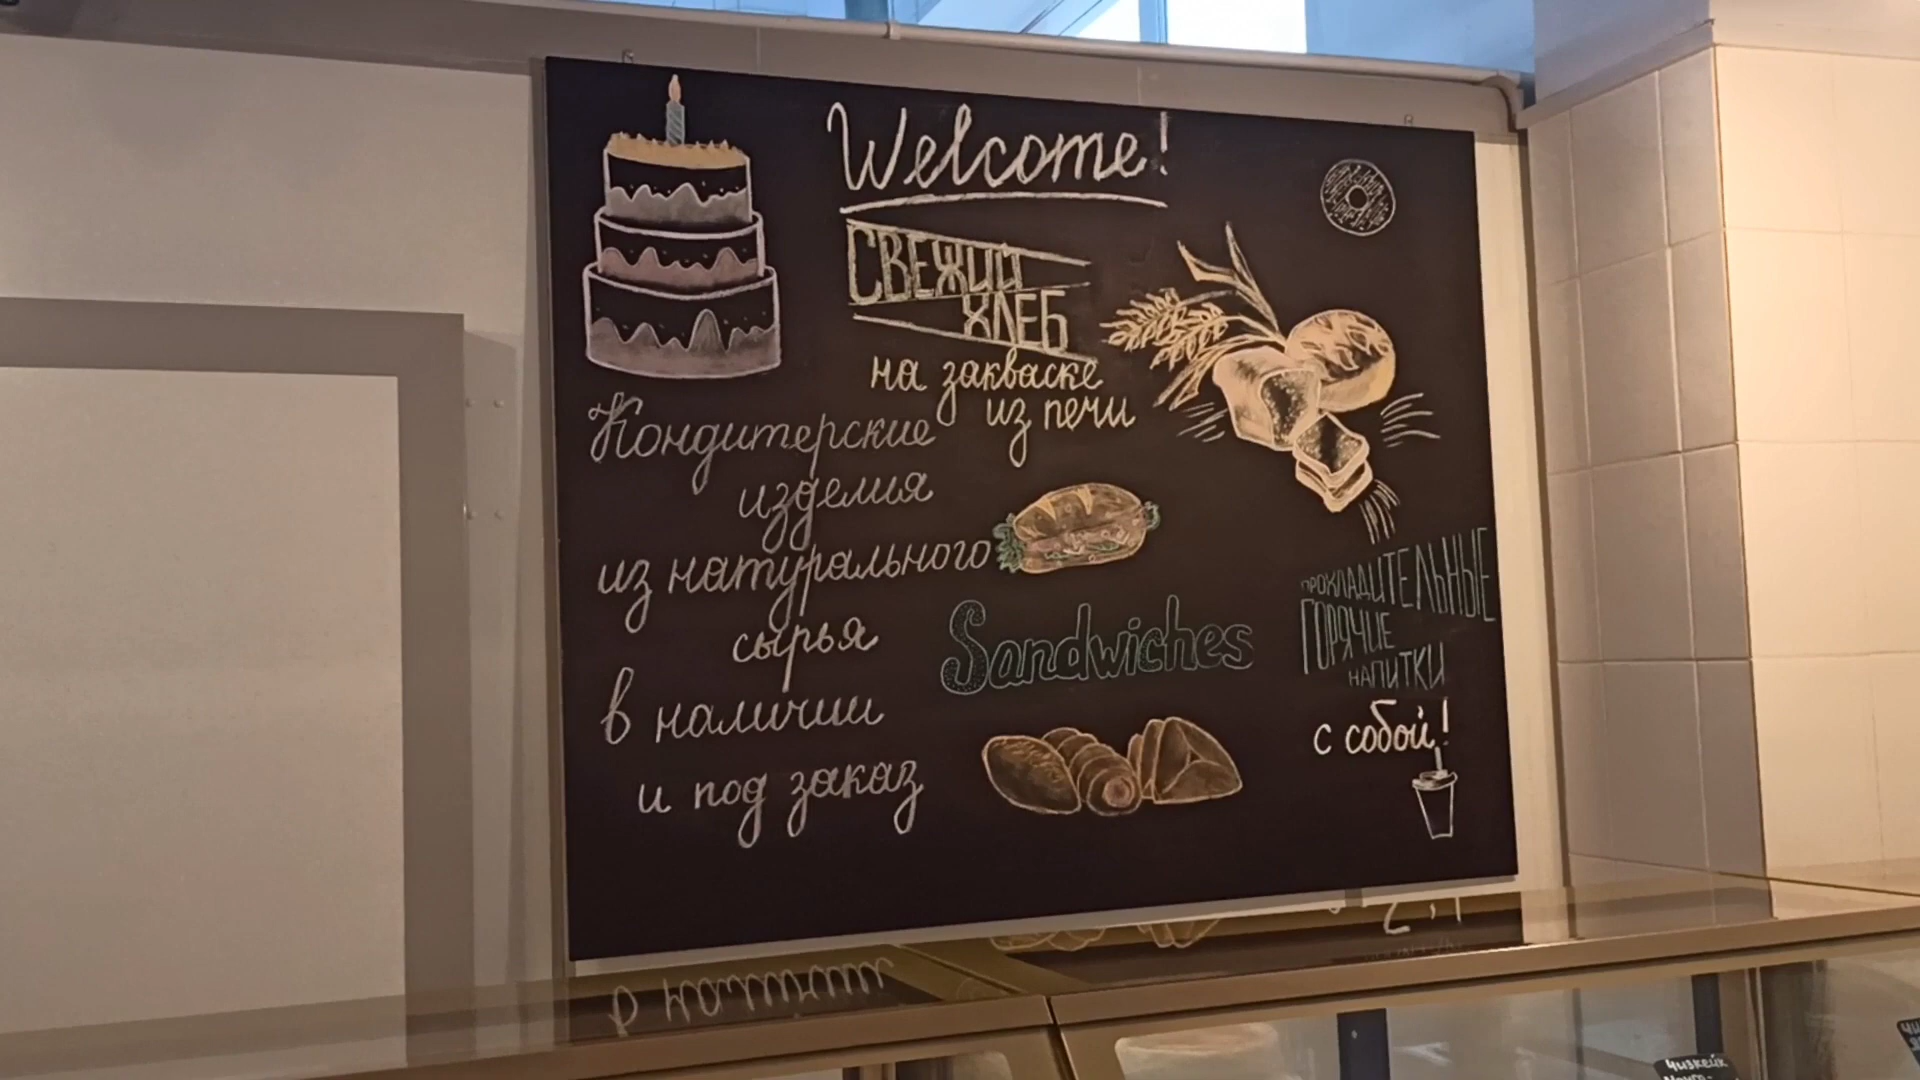 Welcome!
СВЕЖИЙ
ХЛЕБ
на закваске
из печи
Кондитерские
изделия
из натурального
сырья
в наличии
и под заказ
Sandwiches
ПРОХЛАДИТЕЛЬНЫЕ
ГОРЯЧИЕ
НАПИТКИ
с собой!
Чизкейк